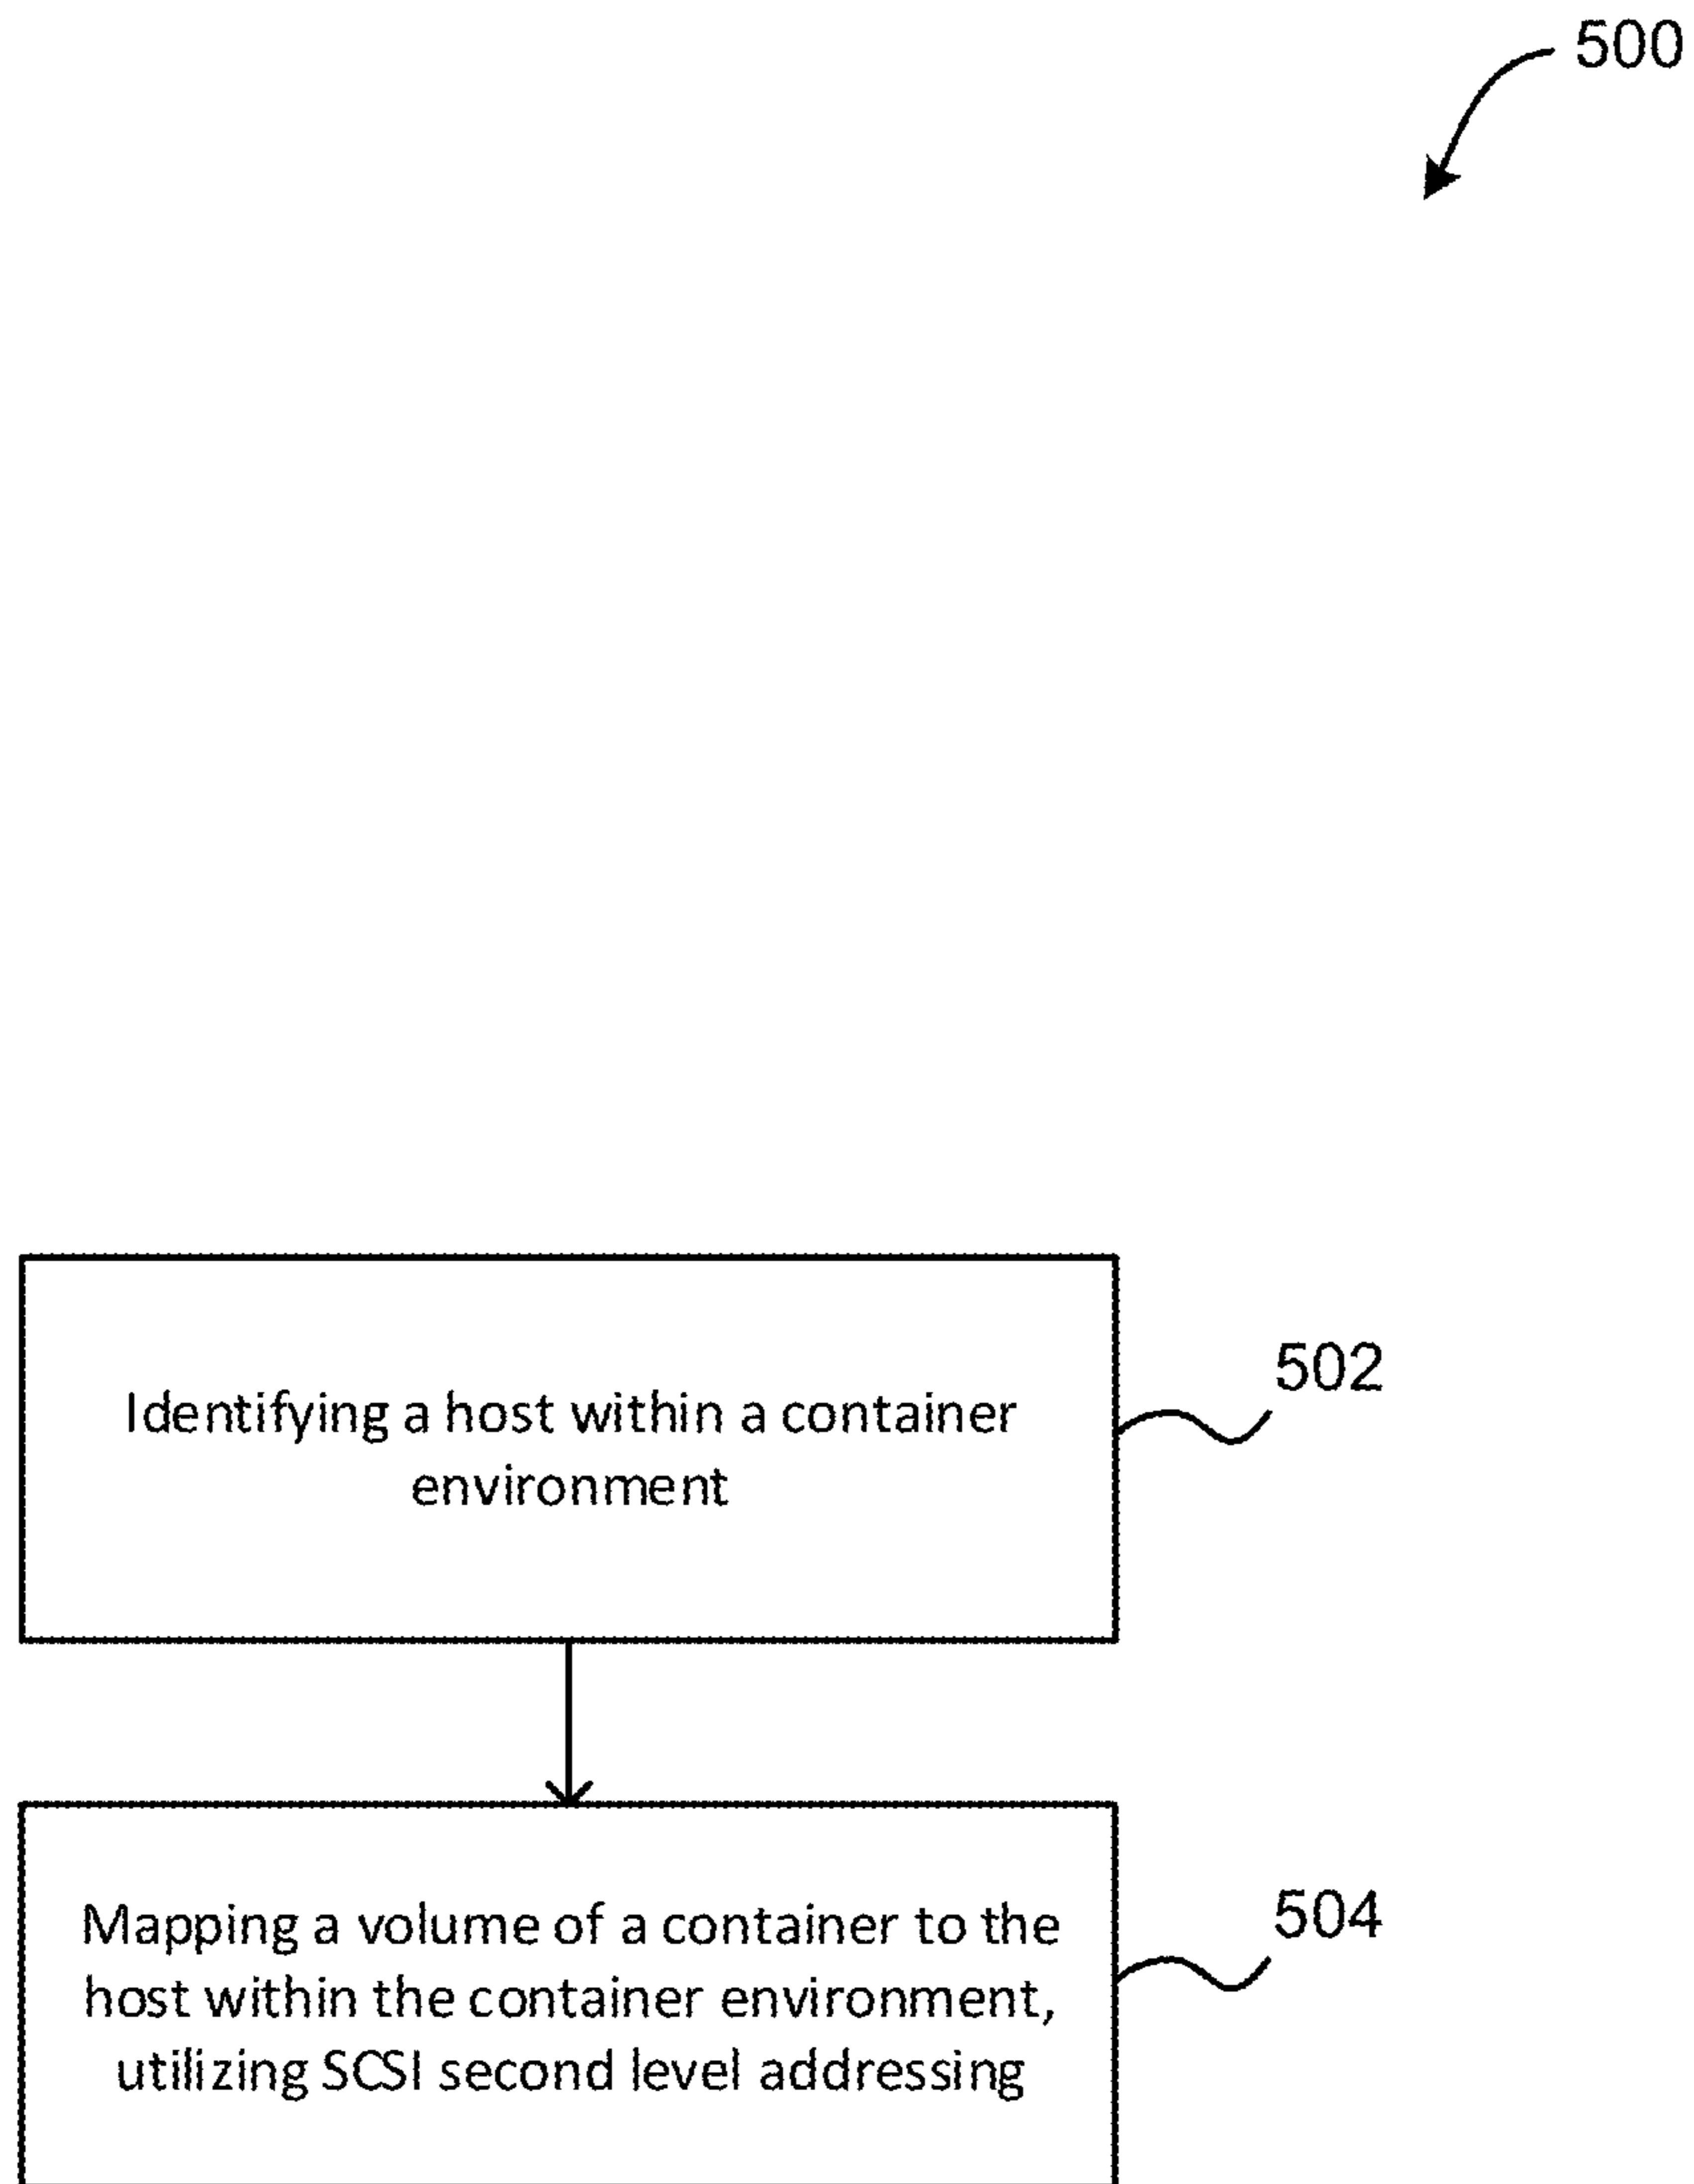 500
Identifying a host within a container
environment
502
Mapping a volume of a container to the
host within the container environment,
utilizing SCSI second level addressing
504